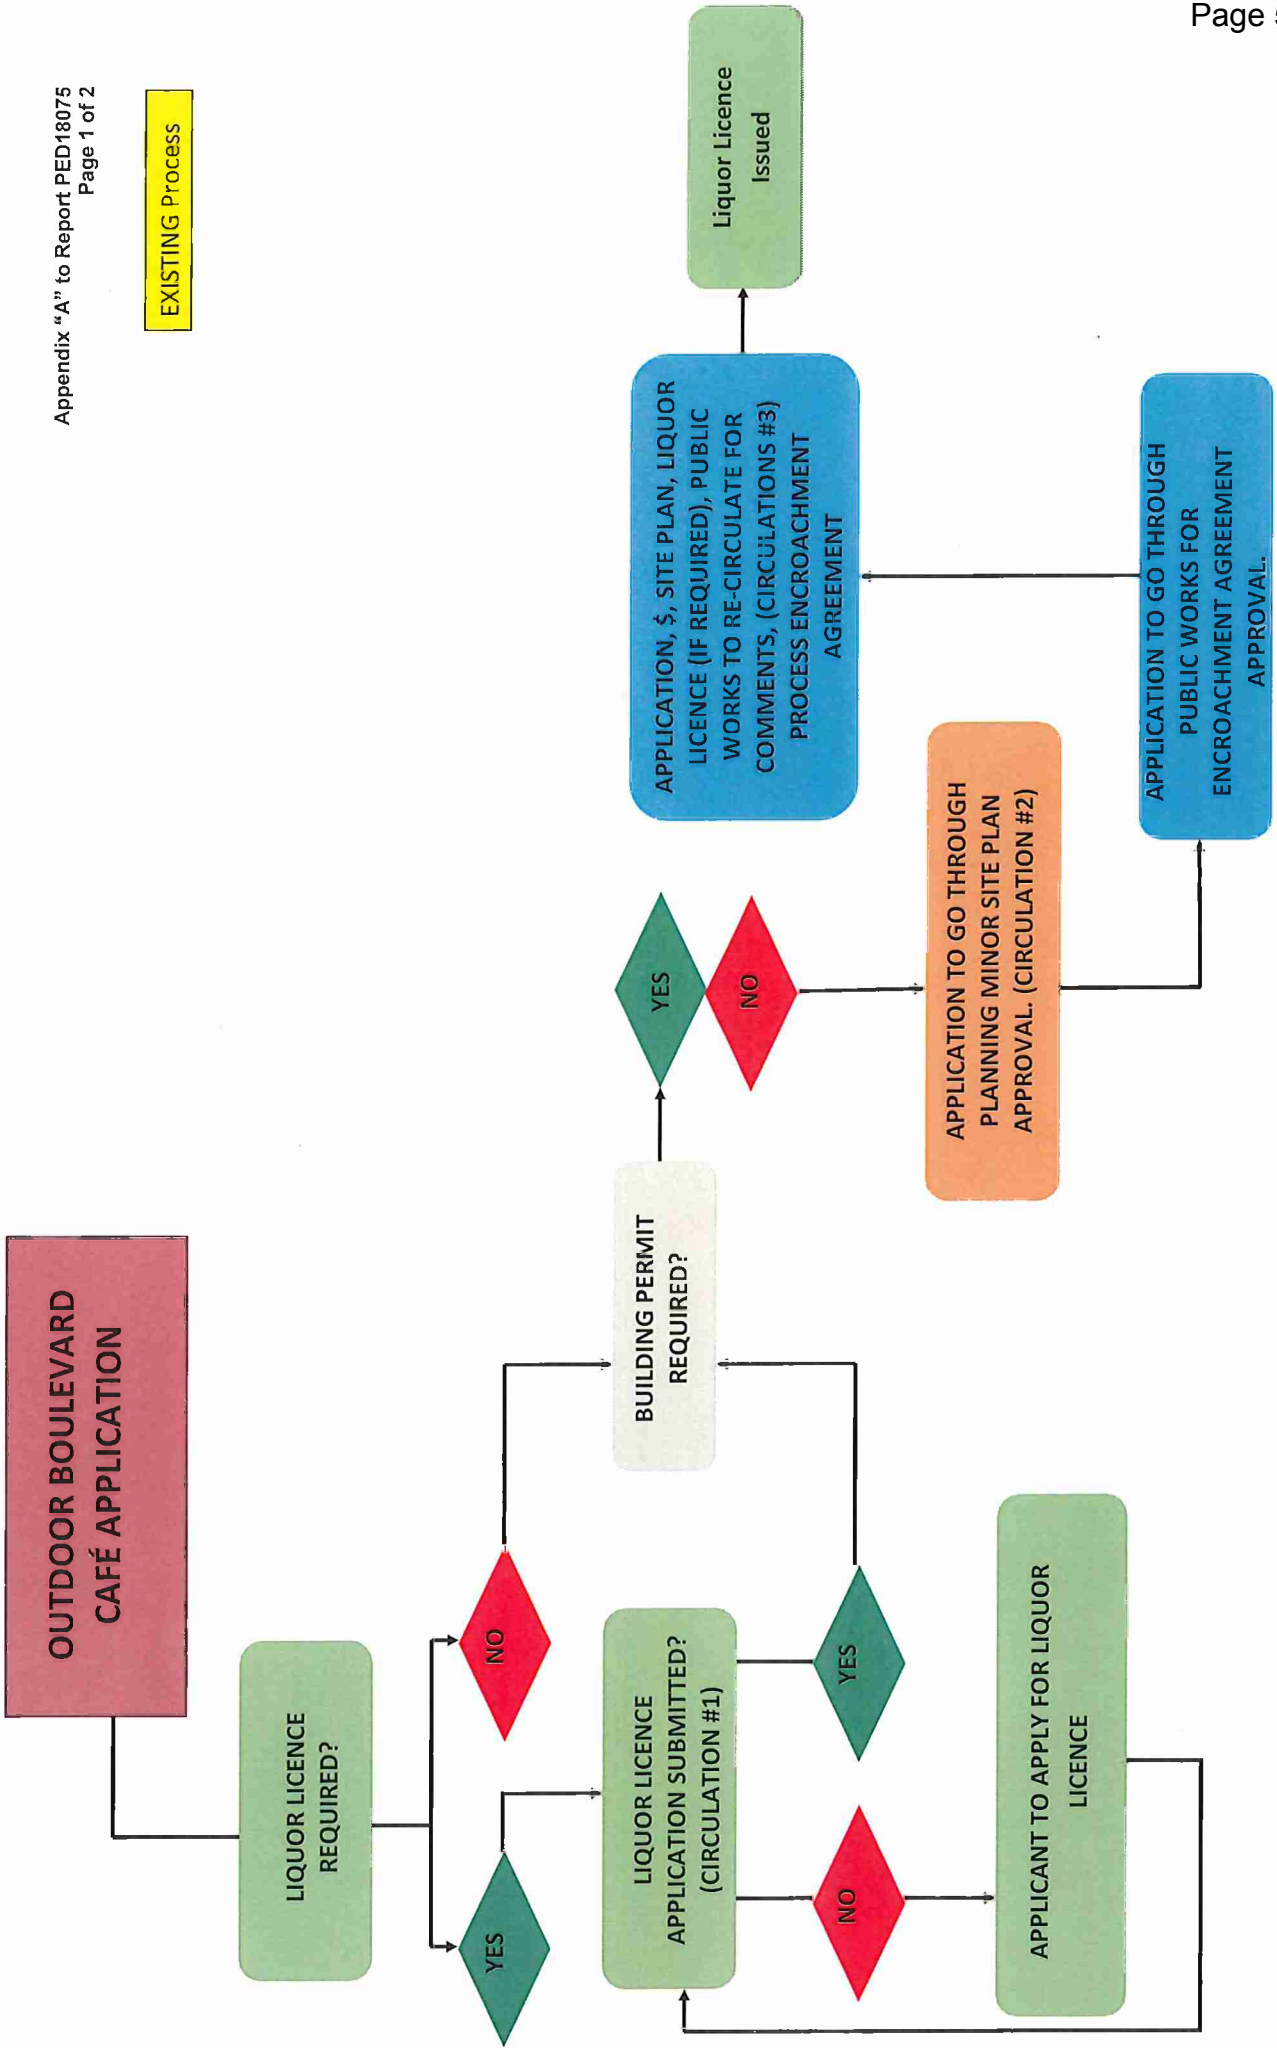 Page 5
Appendix “A” to Report PED18075
Page 1 of 2
EXISTING Process
OUTDOOR BOULEVARD
CAFÉ APPLICATION
LIQUOR LICENCE
REQUIRED?
YES
NO
LIQUOR LICENCE
APPLICATION SUBMITTED?
(CIRCULATION #1)
NO
YES
APPLICANT TO APPLY FOR LIQUOR
LICENCE
BUILDING PERMIT
REQUIRED?
YES
NO
APPLICATION TO GO THROUGH
PLANNING MINOR SITE PLAN
APPROVAL. (CIRCULATION #2)
APPLICATION TO GO THROUGH
PUBLIC WORKS FOR
ENCROACHMENT AGREEMENT
APPROVAL.
APPLICATION, $, SITE PLAN, LIQUOR
LICENCE (IF REQUIRED), PUBLIC
WORKS TO RE-CIRCULATE FOR
COMMENTS, (CIRCULATIONS #3)
PROCESS ENCROACHMENT
AGREEMENT
Liquor Licence
Issued